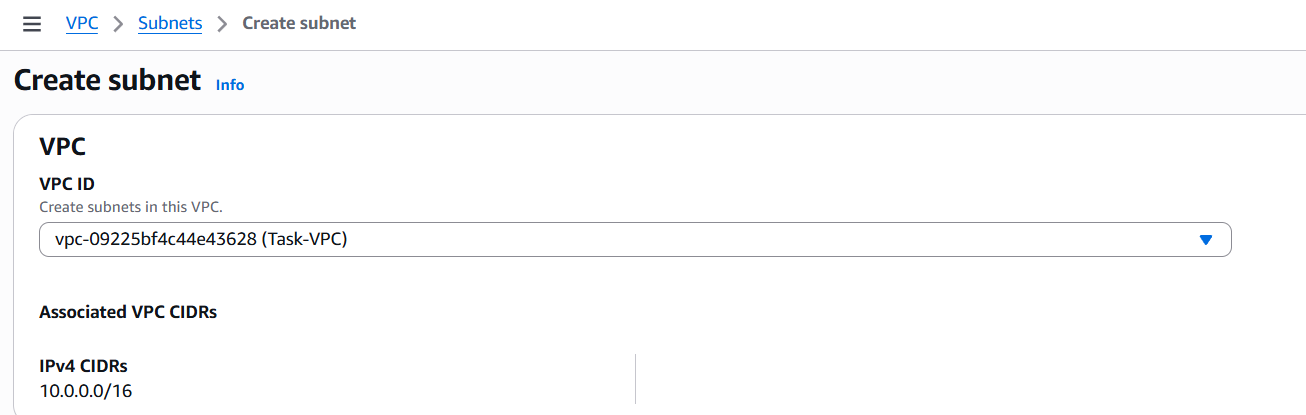 VPC > Subnets > Create subnet
Create subnet Info
VPC
VPC ID
Create subnets in this VPC.
vpc-09225bf4c44e43628 (Task-VPC)
Associated VPC CIDRs
IPv4 CIDRs
10.0.0.0/16